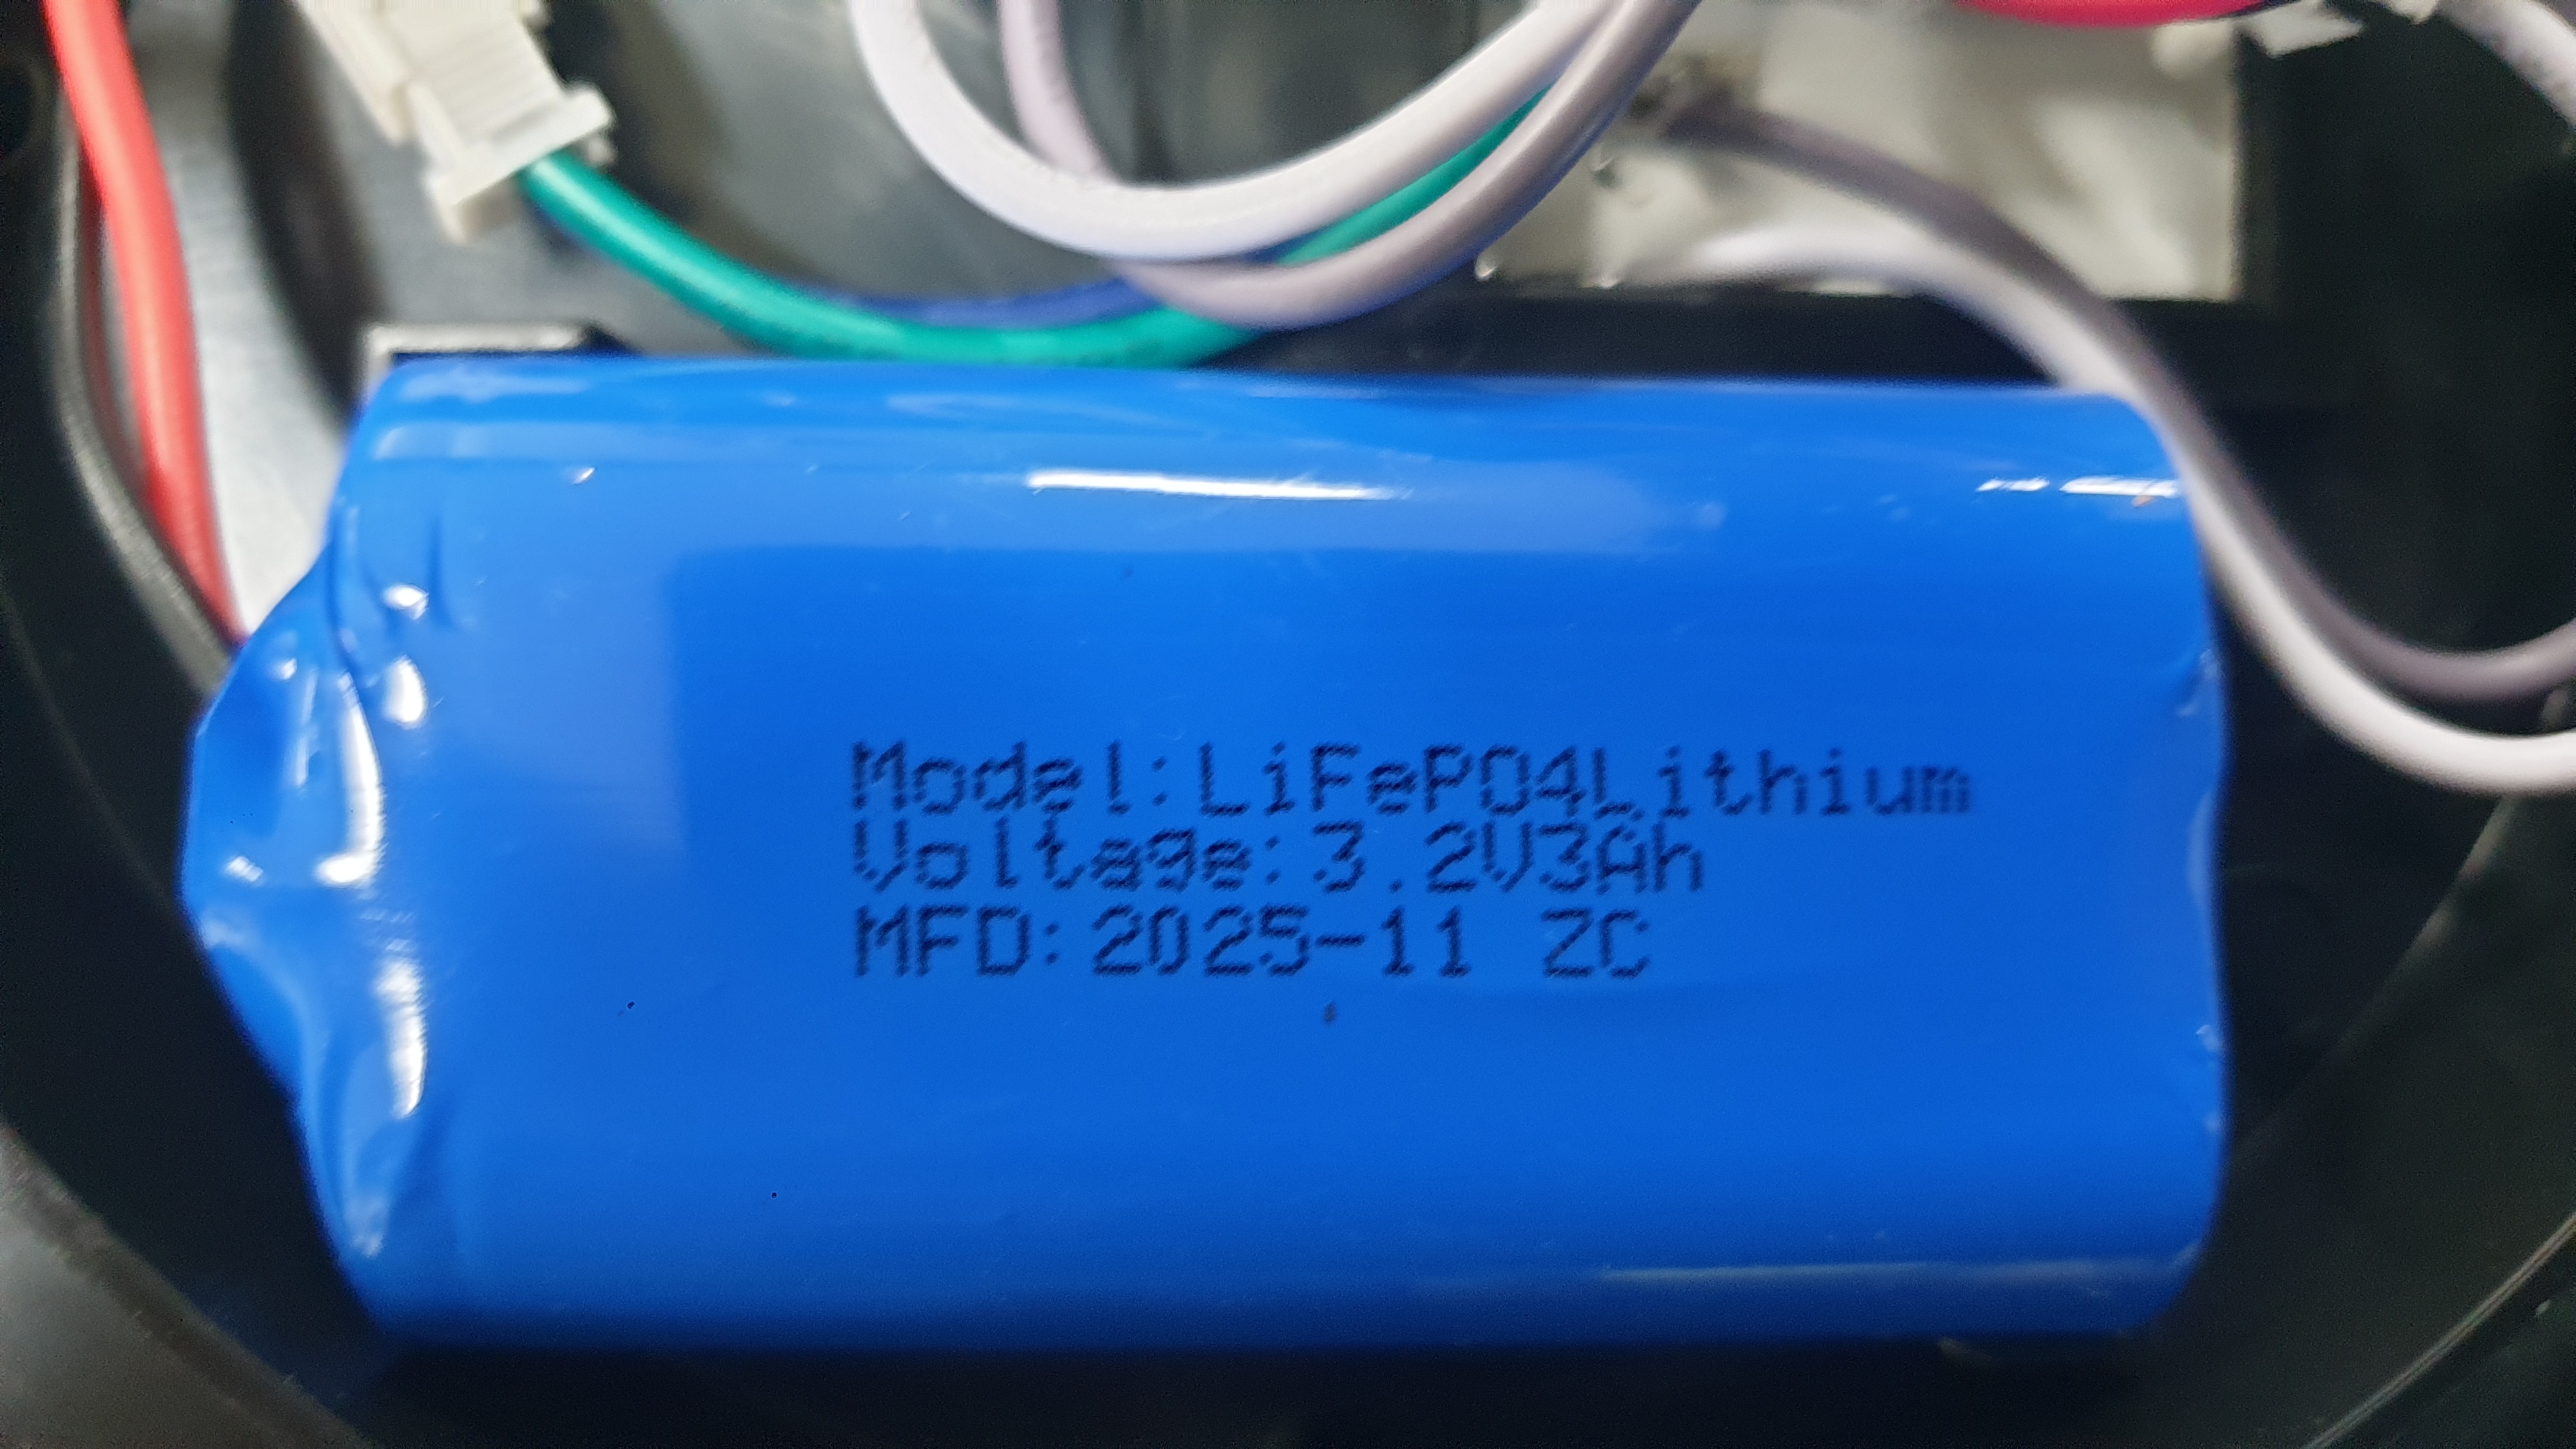 Model:LiFePO4Lithium
Voltage:3.2V3Ah
MFD:2025-11 ZC